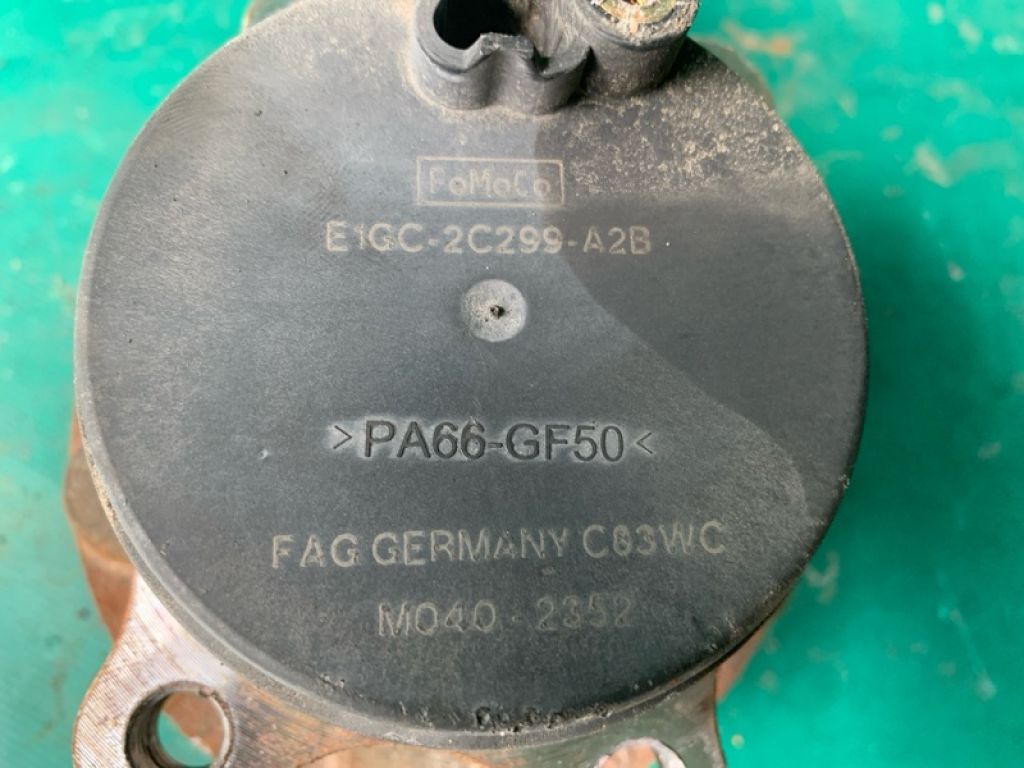 FoMoCo
E1GC-2C299-A2B
>PA66-GF50<
FAG GERMANY C83WC
M040-2352